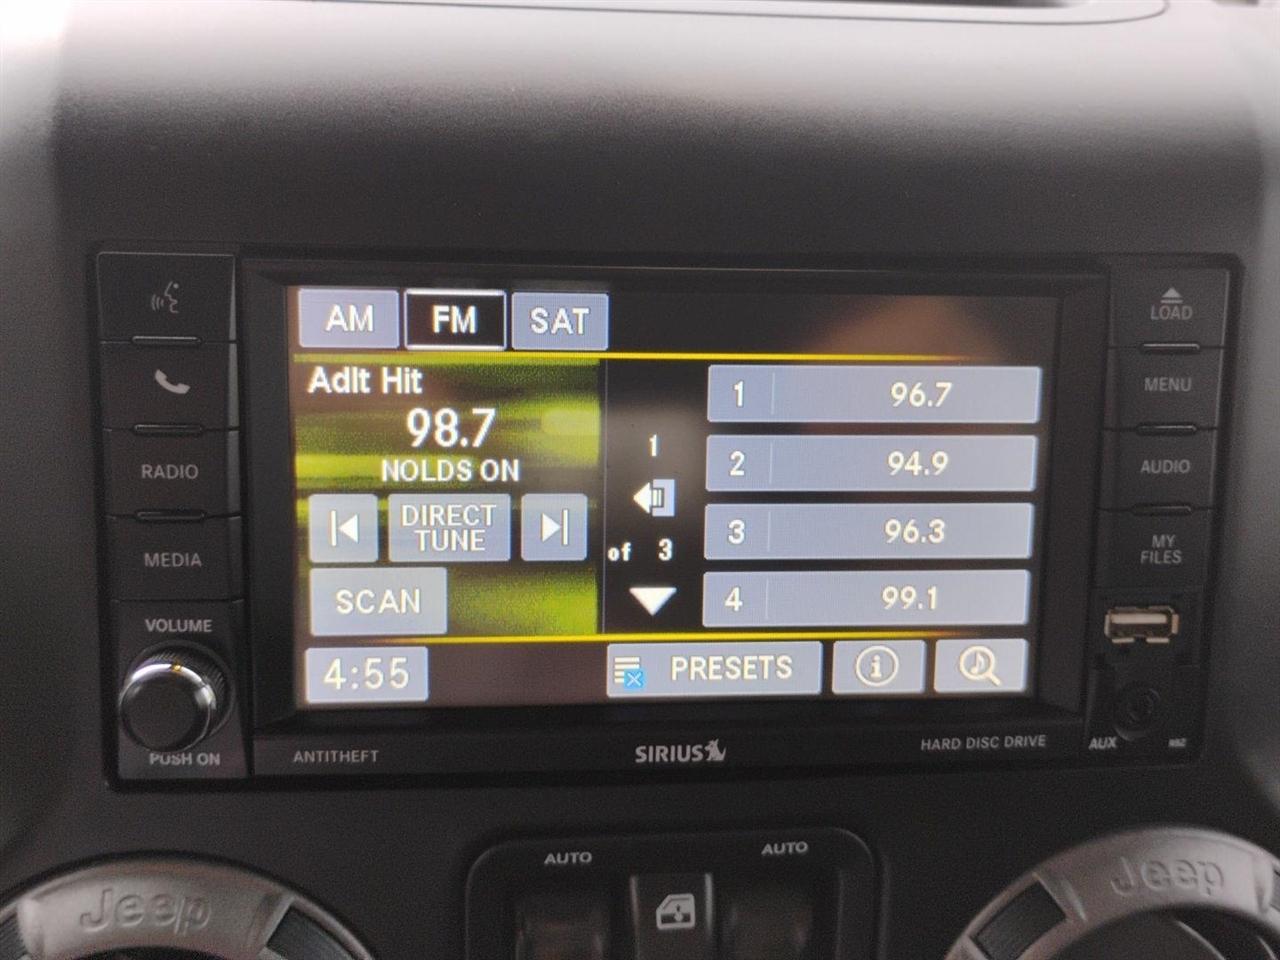 AM FM SAT
LOAD
Adlt Hit
98.7
NOLDS ON
1 96.7
2 94.9
3 96.3
4 99.1
1
of 3
DIRECT
TUNE
SCAN
4:55
PRESETS
i
RADIO
MEDIA
VOLUME
PUSH ON
MENU
AUDIO
MY
FILES
ANTITHEFT
SIRIUS
HARD DISC DRIVE
AUX
AUTO
AUTO
Jeep
Jeep